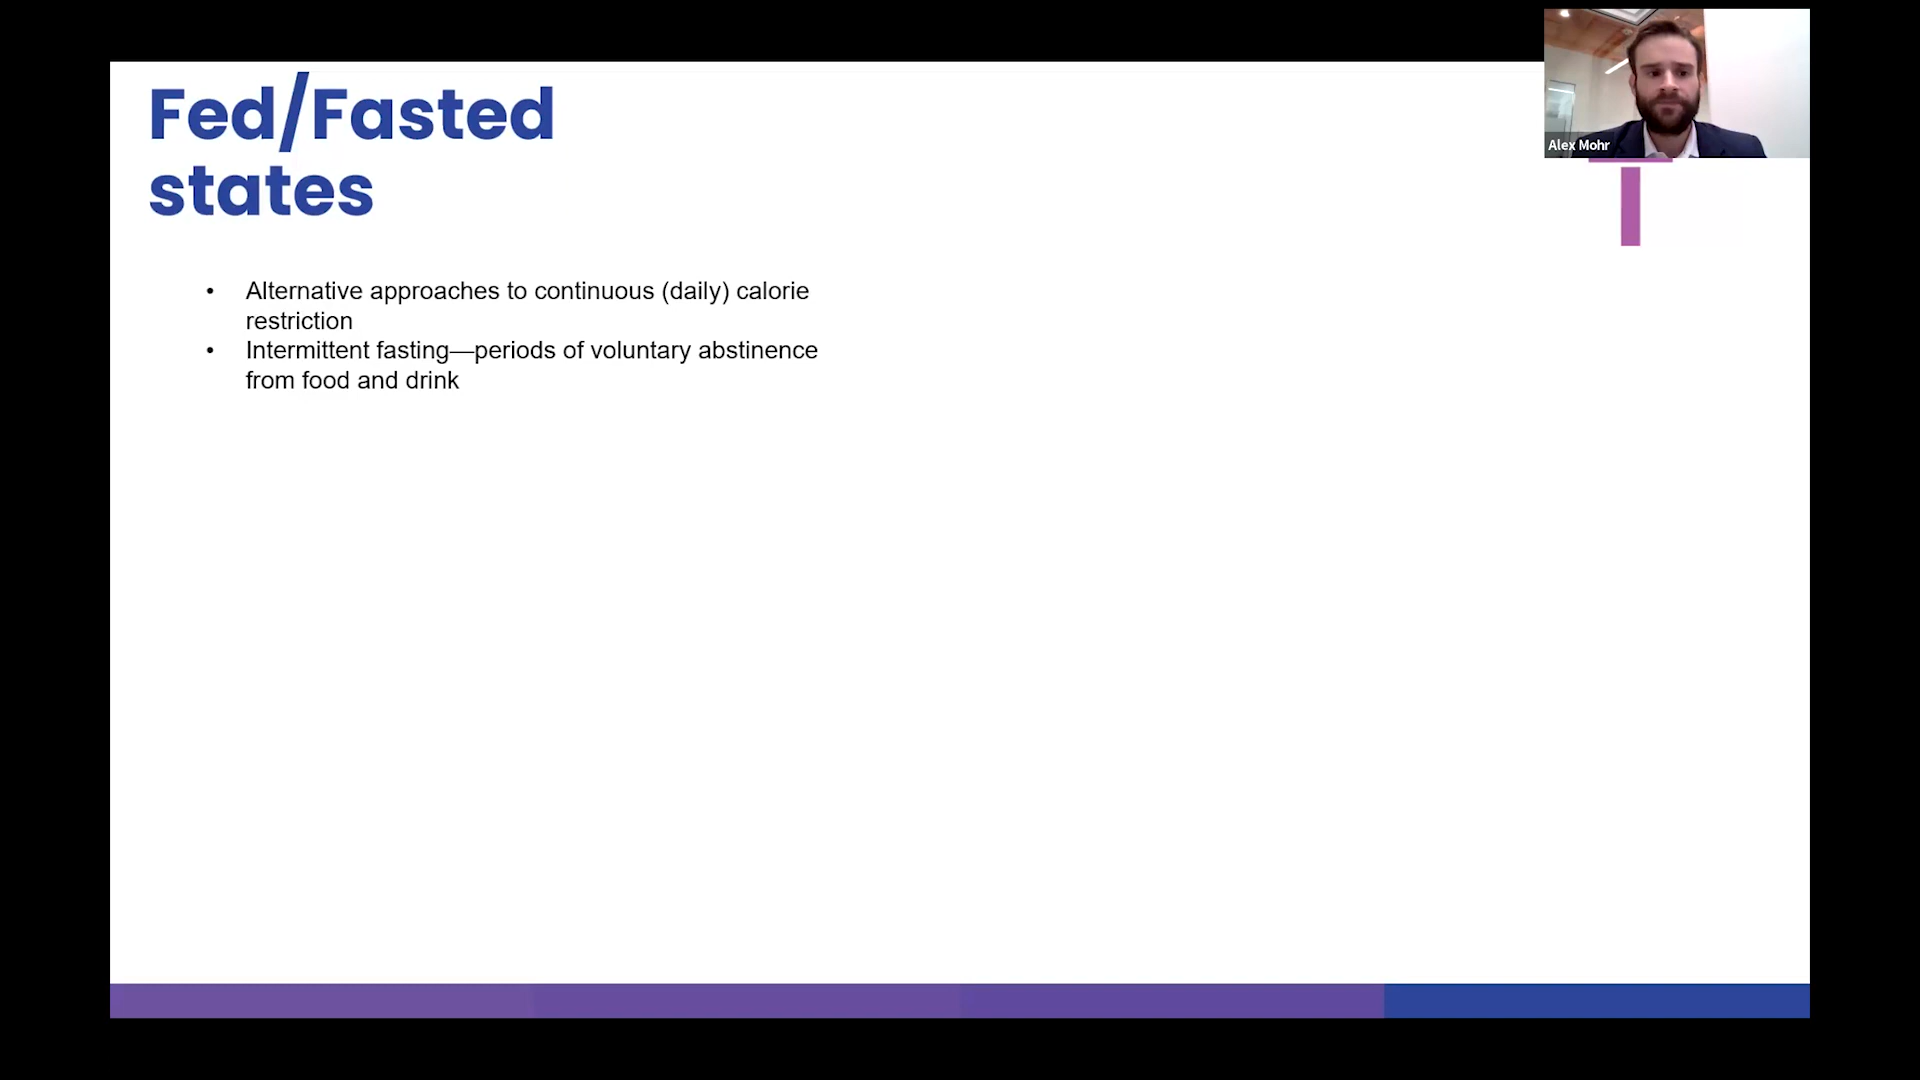 Fed/Fasted
states
• Alternative approaches to continuous (daily) calorie
restriction
• Intermittent fasting—periods of voluntary abstinence
from food and drink
Alex Mohr